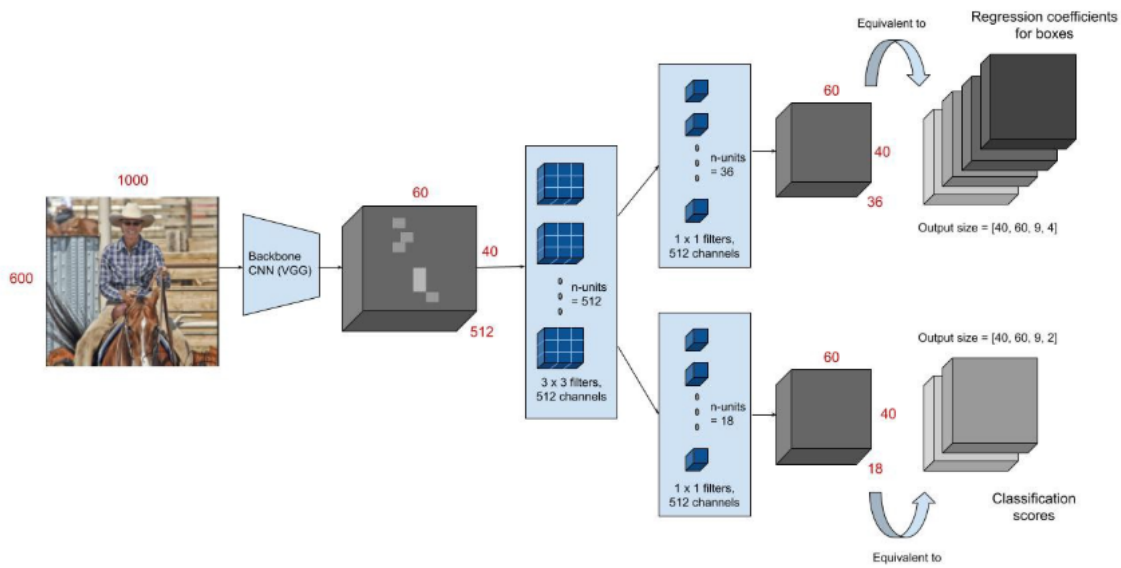 1000
600
Backbone
CNN (VGG)
60
40
512
n-units
= 512
3 x 3 filters,
512 channels
n-units
= 36
1 x 1 filters,
512 channels
60
40
36
Equivalent to
Regression coefficients
for boxes
Output size = [40, 60, 9, 4]
n-units
= 18
1 x 1 filters,
512 channels
60
40
18
Output size = [40, 60, 9, 2]
Classification
scores
Equivalent to